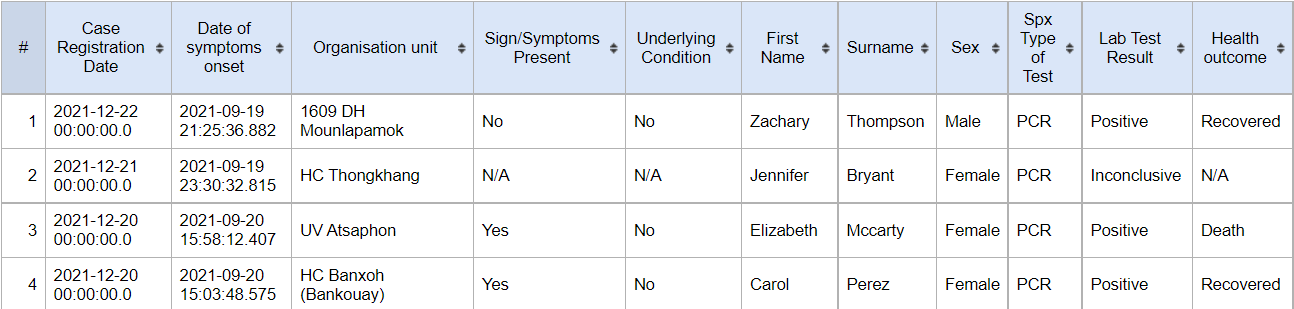 # Case Registration Date Date of symptoms onset Organisation unit Sign/Symptoms Present Underlying Condition First Name Surname Sex Spx Type of Test Lab Test Result Health outcome
1 2021-12-22 00:00:00.0 2021-09-19 21:25:36.882 1609 DH Mounlapamok No No Zachary Thompson Male PCR Positive Recovered
2 2021-12-21 00:00:00.0 2021-09-19 23:30:32.815 HC Thongkhang N/A N/A Jennifer Bryant Female PCR Inconclusive N/A
3 2021-12-20 00:00:00.0 2021-09-20 15:58:12.407 UV Atsaphon Yes No Elizabeth Mccarty Female PCR Positive Death
4 2021-12-20 00:00:00.0 2021-09-20 15:03:48.575 HC Banxoh (Bankouay) Yes No Carol Perez Female PCR Positive Recovered